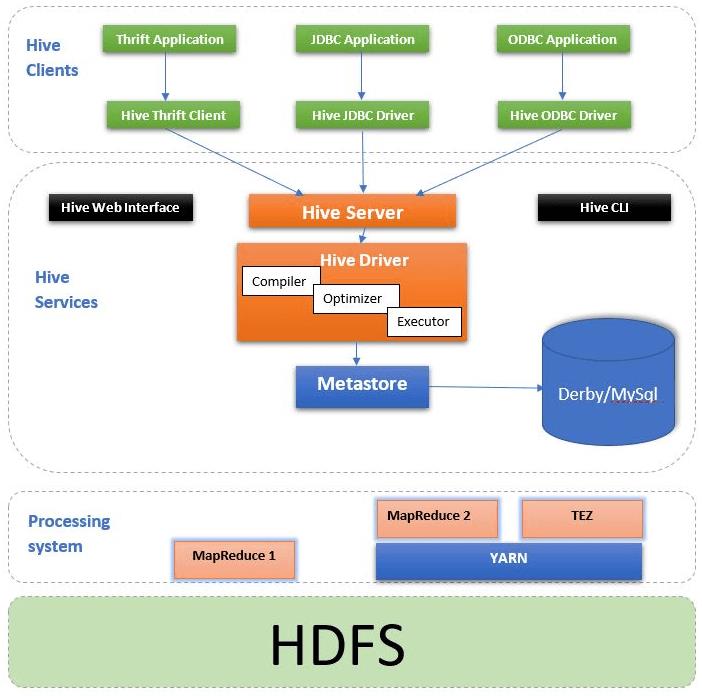 Hive
Clients
Thrift Application
JDBC Application
ODBC Application
Hive Thrift Client
Hive JDBC Driver
Hive ODBC Driver
Hive Web Interface
Hive Server
Hive CLI
Hive Driver
Hive
Services
Compiler
Optimizer
Executor
Metastore
Derby/MySql
Processing
system
MapReduce 2
TEZ
MapReduce 1
YARN
HDFS